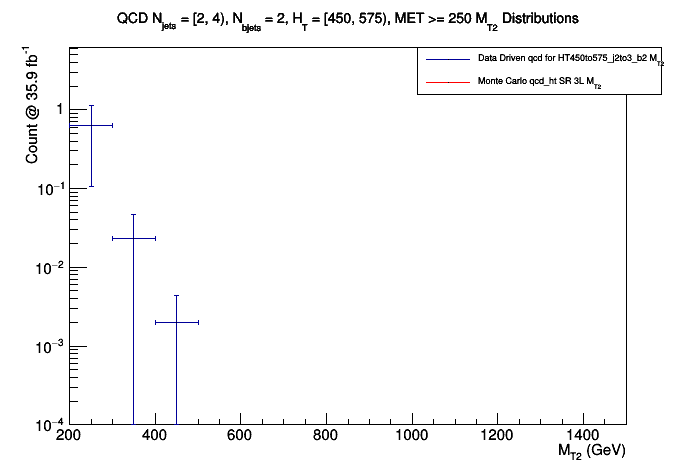 QCD N_jets = [2, 4), N_bjets = 2, H_T = [450, 575), MET >= 250 M_T2 Distributions
Data Driven qcd for HT450to575_j2to3_b2 M_T2
Monte Carlo qcd_ht SR 3L M_T2
Count @ 35.9 fb^-1
1
10^-1
10^-2
10^-3
10^-4
200 400 600 800 1000 1200 1400
M_T2 (GeV)